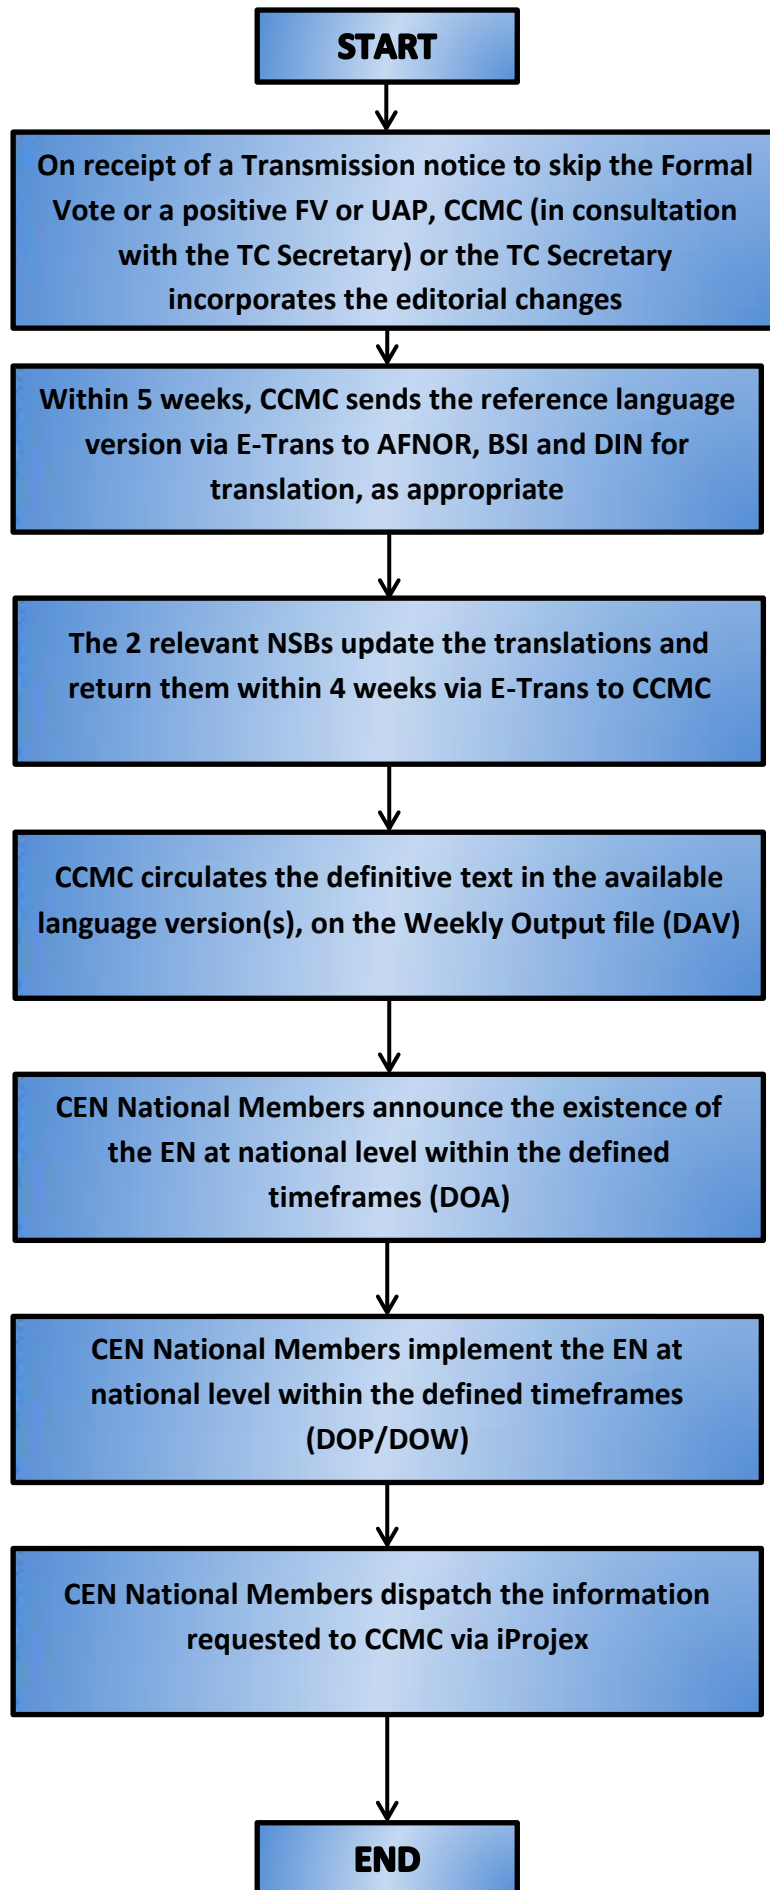 START
On receipt of a Transmission notice to skip the Formal
Vote or a positive FV or UAP, CCMC (in consultation
with the TC Secretary) or the TC Secretary
incorporates the editorial changes
Within 5 weeks, CCMC sends the reference language
version via E-Trans to AFNOR, BSI and DIN for
translation, as appropriate
The 2 relevant NSBs update the translations and
return them within 4 weeks via E-Trans to CCMC
CCMC circulates the definitive text in the available
language version(s), on the Weekly Output file (DAV)
CEN National Members announce the existence of
the EN at national level within the defined
timeframes (DOA)
CEN National Members implement the EN at
national level within the defined timeframes
(DOP/DOW)
CEN National Members dispatch the information
requested to CCMC via iProjex
END